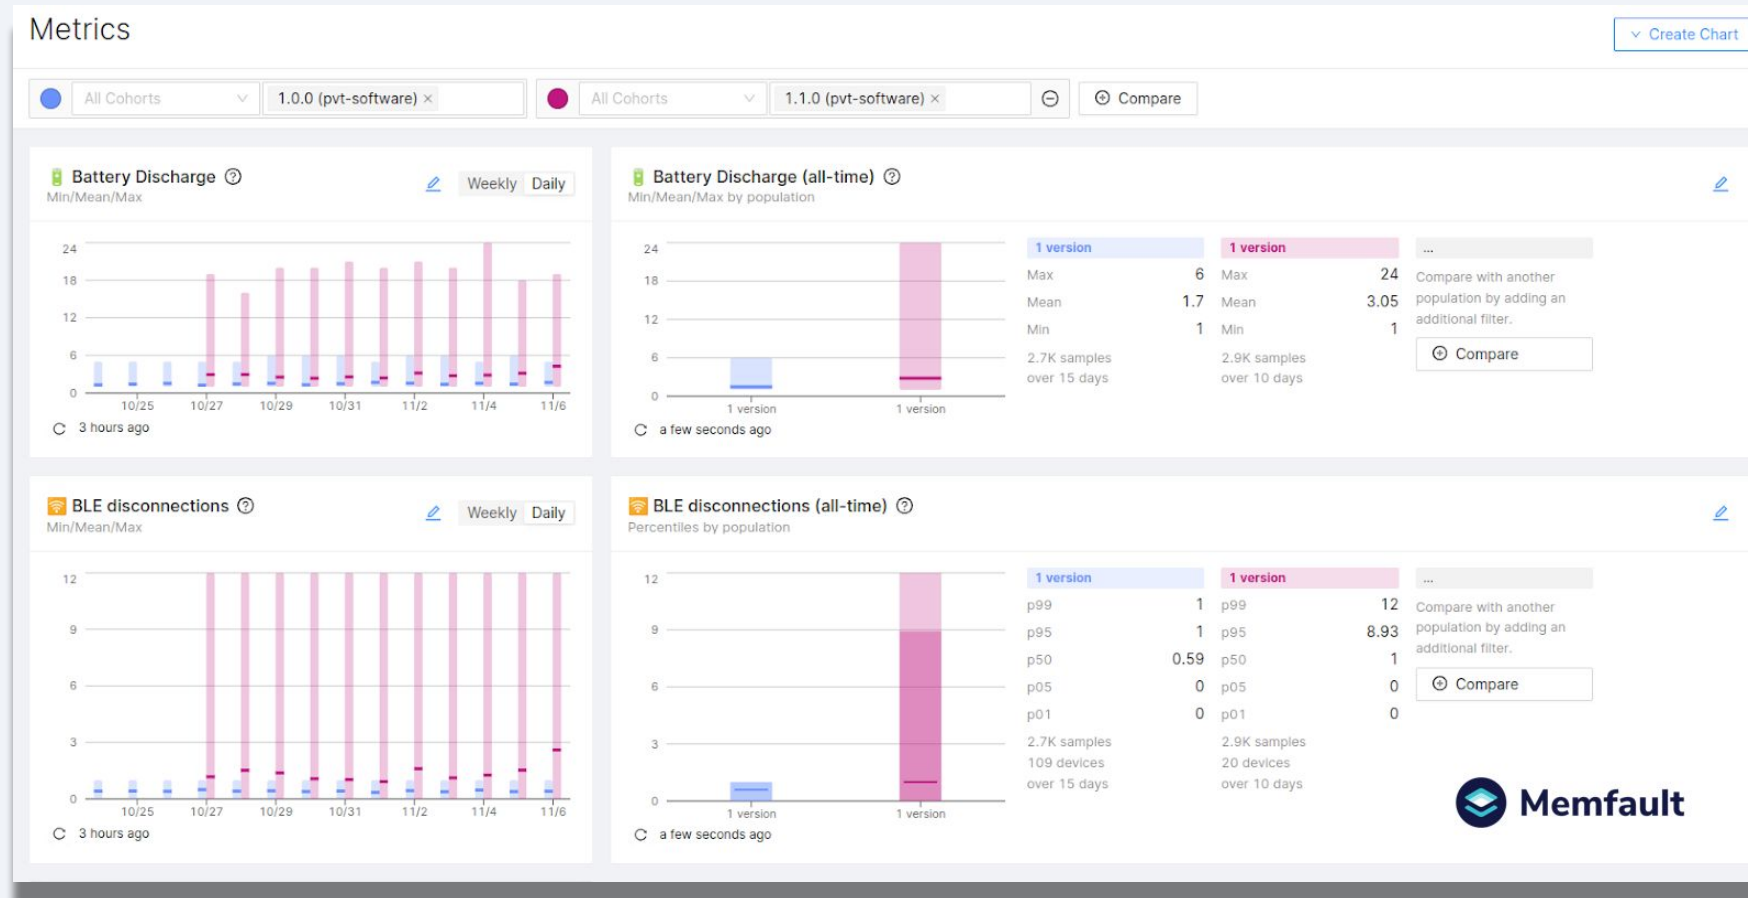 Metrics
Create Chart
All Cohorts
1.0.0 (pvt-software) ×
All Cohorts
1.1.0 (pvt-software) ×
Compare
Battery Discharge
Min/Mean/Max
Weekly Daily
24
18
12
6
0
10/25 10/27 10/29 10/31 11/2 11/4 11/6
3 hours ago
Battery Discharge (all-time)
Min/Mean/Max by population
24
18
12
6
0
1 version 1 version
a few seconds ago
1 version
Max 6
Mean 1.7
Min 1
2.7K samples
over 15 days
1 version
Max 24
Mean 3.05
Min 1
2.9K samples
over 10 days
...
Compare with another
population by adding an
additional filter.
Compare
BLE disconnections
Min/Mean/Max
Weekly Daily
12
9
6
3
0
10/25 10/27 10/29 10/31 11/2 11/4 11/6
3 hours ago
BLE disconnections (all-time)
Percentiles by population
12
9
6
3
0
1 version 1 version
a few seconds ago
1 version
p99 1
p95 1
p50 0.59
p05 0
p01 0
2.7K samples
109 devices
over 15 days
1 version
p99 12
p95 8.93
p50 1
p05 0
p01 0
2.9K samples
20 devices
over 10 days
...
Compare with another
population by adding an
additional filter.
Compare
Memfault